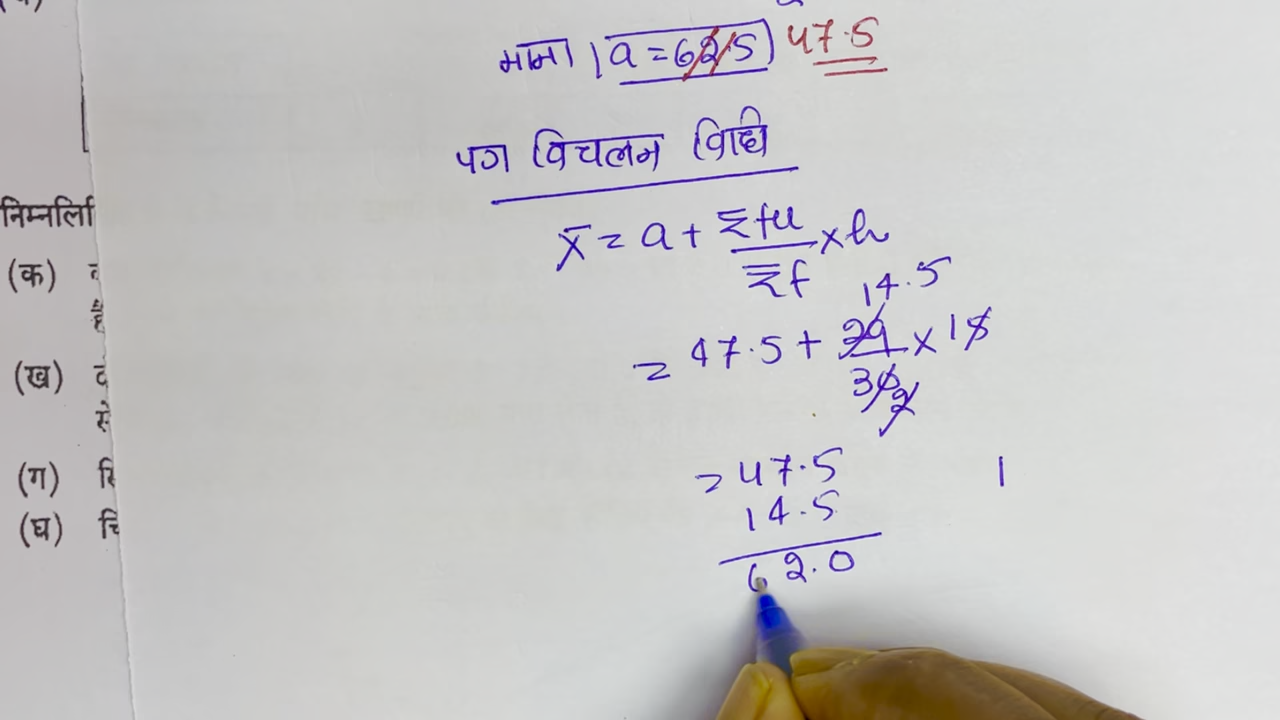 माना a = 62.5 47.5
पग विचलन विधि
x̄ = a + Σfu/Σf × h
14.5
= 47.5 + 29/30 × 15
2
= 47.5
14.5
62.0
निम्नलि
(क)
है
(ख)
से
(ग)
(घ) चि